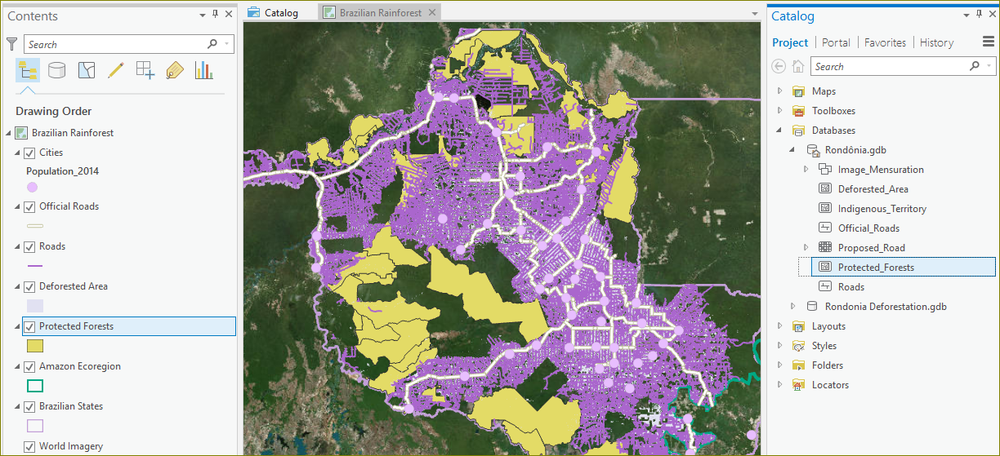 Contents
Search
Drawing Order
Brazilian Rainforest
Cities
Population_2014
Official Roads
Roads
Deforested Area
Protected Forests
Amazon Ecoregion
Brazilian States
World Imagery
Catalog
Brazilian Rainforest
Catalog
Project
Portal
Favorites
History
Search
Maps
Toolboxes
Databases
Rondônia.gdb
Image_Mensuration
Deforested_Area
Indigenous_Territory
Official_Roads
Proposed_Road
Protected_Forests
Roads
Rondonia Deforestation.gdb
Layouts
Styles
Folders
Locators